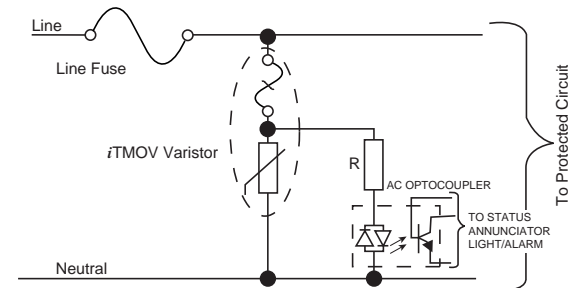 Line
Line Fuse
iTMOV Varistor
R
AC OPTOCOUPLER
TO STATUS
ANNUNCIATOR
LIGHT/ALARM
Neutral
To Protected Circuit